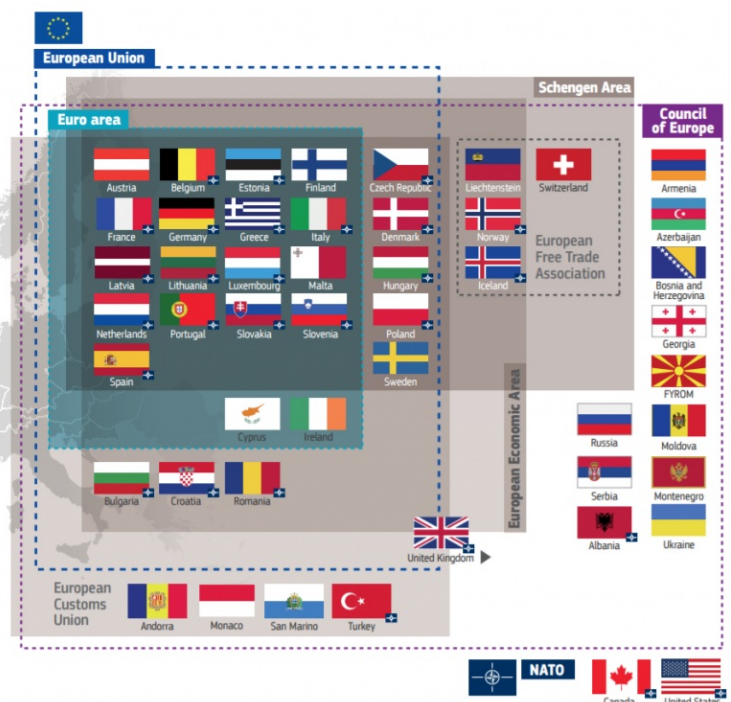 European Union
Schengen Area
Euro area
Council
of Europe
Austria
Belgium
Estonia
Finland
Czech Republic
Liechtenstein
Switzerland
Armenia
France
Germany
Greece
Italy
Denmark
Norway
European
Free Trade
Association
Azerbaijan
Latvia
Lithuania
Luxembourg
Malta
Hungary
Iceland
Bosnia and
Herzegovina
Netherlands
Portugal
Slovakia
Slovenia
Poland
Georgia
Spain
Sweden
European Economic Area
FYROM
Cyprus
Ireland
Russia
Moldova
Bulgaria
Croatia
Romania
Serbia
Montenegro
United Kingdom
Albania
Ukraine
European
Customs
Union
Andorra
Monaco
San Marino
Turkey
NATO
Canada
United States